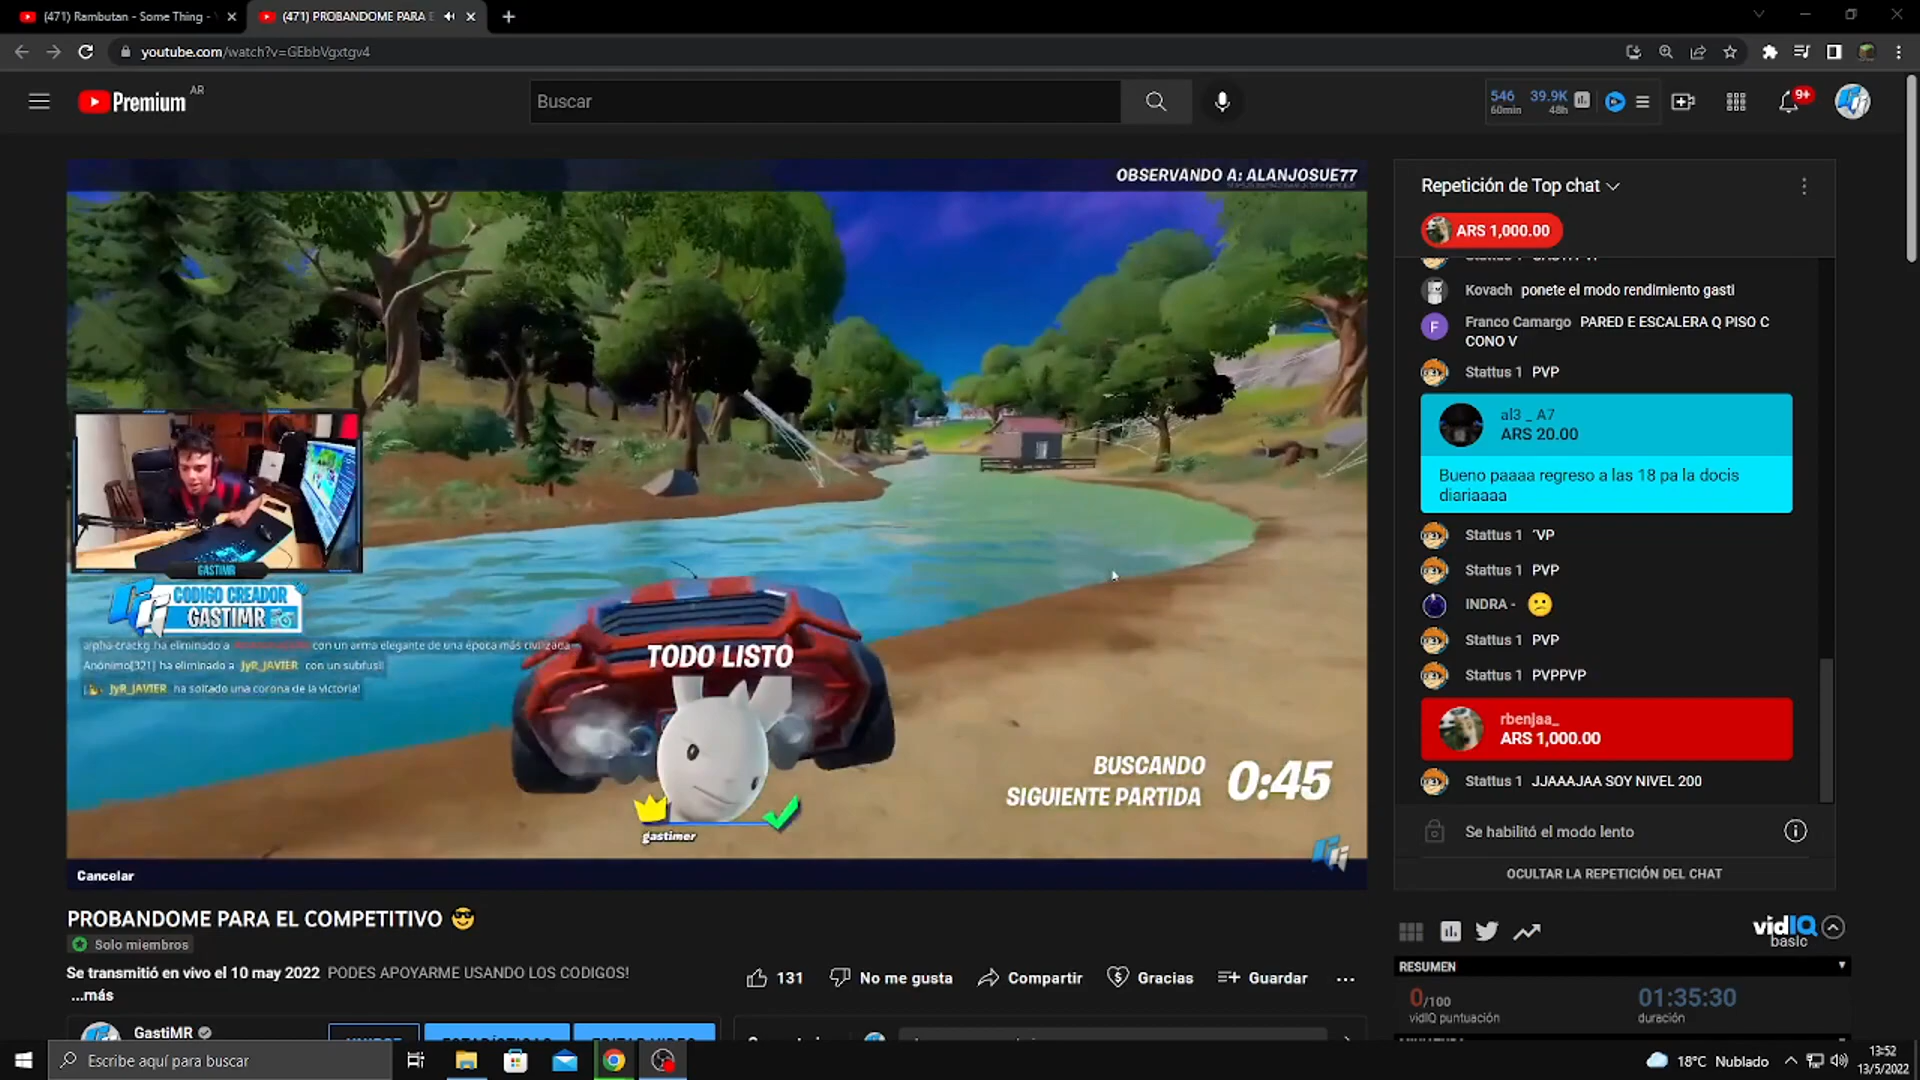 (471) Rambutan - Some Thing -
(471) PROBANDOME PARA E
youtube.com/watch?v=GEbbVgxtgv4
Premium AR
Buscar
546 39.9K
60min 48h
9+
OBSERVANDO A: ALANJOSUE77
GASTIMR
CODIGO CREADOR
GASTIMR
alpha-crackg ha eliminado a con un arma elegante de una época más civilizada
Anónimo[321] ha eliminado a JyR_JAVIER con un subfusil
JyR_JAVIER ha soltado una corona de la victoria!
TODO LISTO
gastimer
BUSCANDO
SIGUIENTE PARTIDA
0:45
Cancelar
Repetición de Top chat
ARS 1,000.00
Kovach ponete el modo rendimiento gasti
F Franco Camargo PARED E ESCALERA Q PISO C
CONO V
Stattus 1 PVP
al3 _ A7
ARS 20.00
Bueno paaaa regreso a las 18 pa la docis
diariaaaa
Stattus 1 ´VP
Stattus 1 PVP
INDRA - 😕
Stattus 1 PVP
Stattus 1 PVPPVP
rbenjaa_
ARS 1,000.00
Stattus 1 JJAAAJAA SOY NIVEL 200
Se habilitó el modo lento
OCULTAR LA REPETICIÓN DEL CHAT
PROBANDOME PARA EL COMPETITIVO 😎
Solo miembros
Se transmitió en vivo el 10 may 2022 PODES APOYARME USANDO LOS CODIGOS!
...más
131 No me gusta Compartir Gracias Guardar
GastiMR
vidIQ
basic
RESUMEN
0/100
vidIQ puntuación
01:35:30
duración
Escribe aquí para buscar
18°C Nublado
13:52
13/5/2022